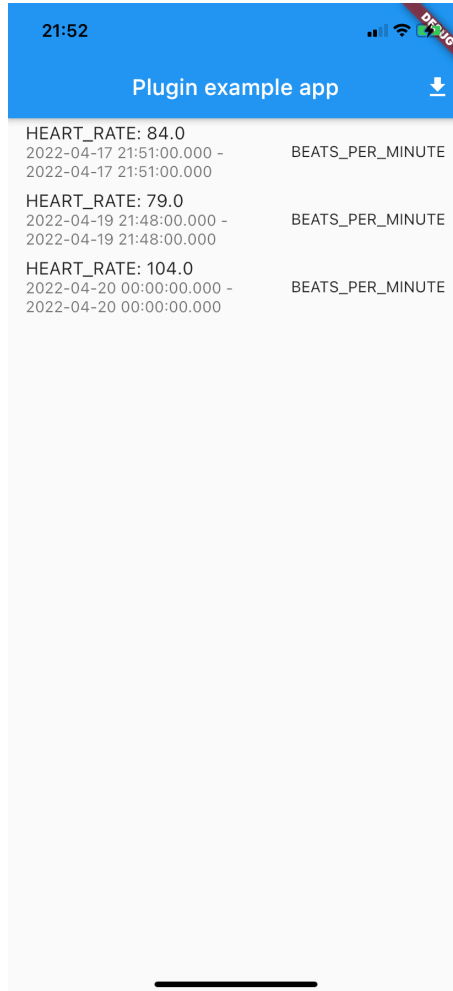 21:52
DEBUG
Plugin example app
HEART_RATE: 84.0
2022-04-17 21:51:00.000 -
2022-04-17 21:51:00.000
BEATS_PER_MINUTE
HEART_RATE: 79.0
2022-04-19 21:48:00.000 -
2022-04-19 21:48:00.000
BEATS_PER_MINUTE
HEART_RATE: 104.0
2022-04-20 00:00:00.000 -
2022-04-20 00:00:00.000
BEATS_PER_MINUTE